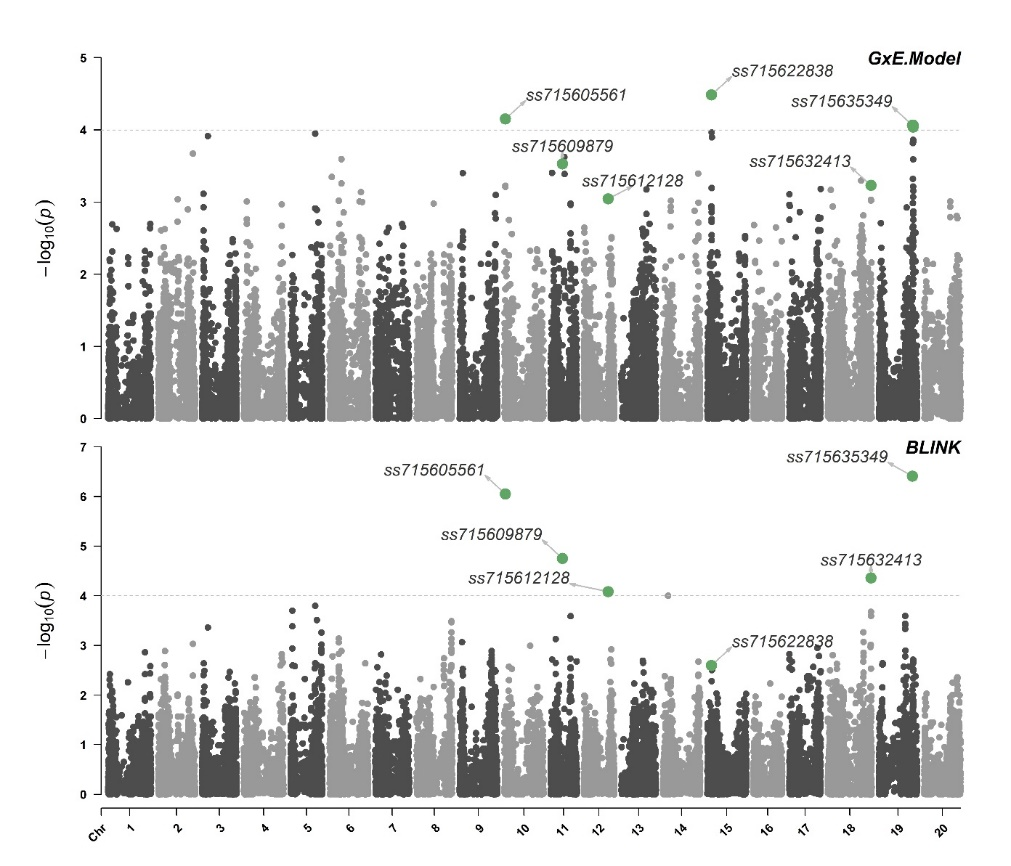 GxE.Model
5
ss715622838
ss715605561
ss715635349
4
ss715609879
ss715632413
ss715612128
3
−log10(p)
2
1
0
BLINK
7
ss715635349
ss715605561
6
ss715609879
5
ss715632413
ss715612128
4
−log10(p)
3
ss715622838
2
1
0
Chr 1 2 3 4 5 6 7 8 9 10 11 12 13 14 15 16 17 18 19 20